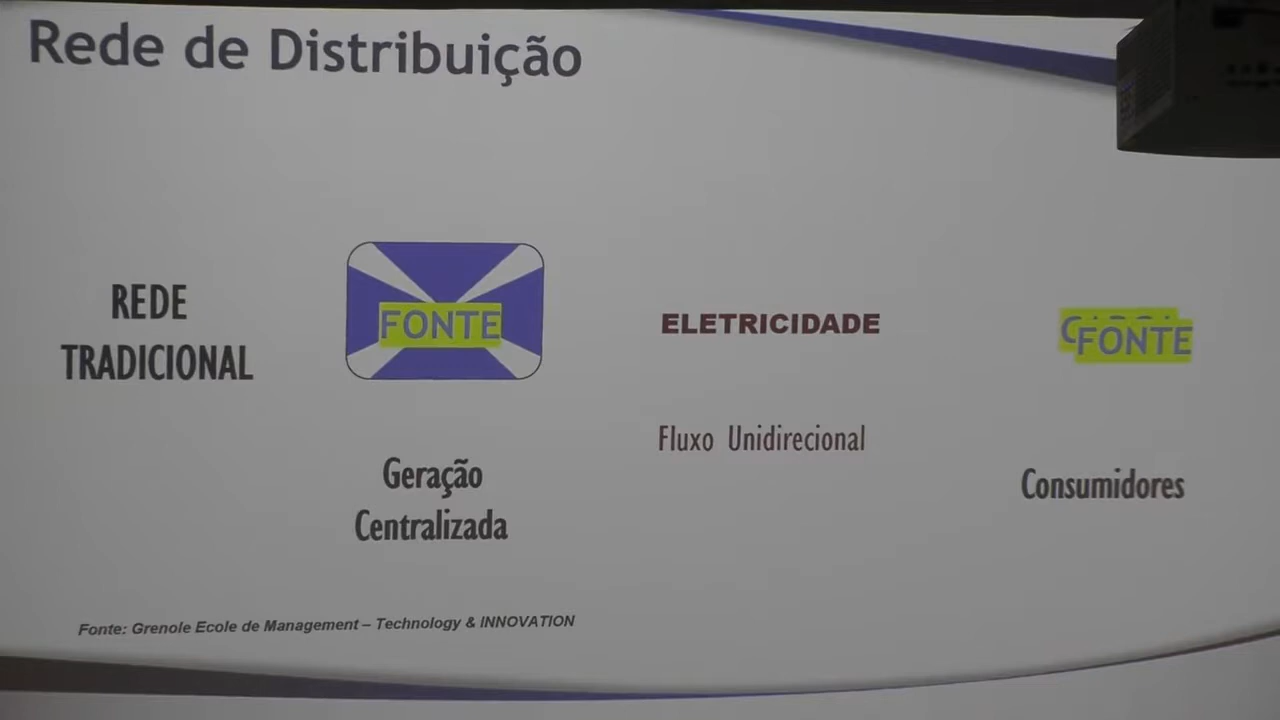 Rede de Distribuição
REDE
TRADICIONAL
FONTE
Geração
Centralizada
ELETRICIDADE
Fluxo Unidirecional
FONTE
Consumidores
Fonte: Grenole Ecole de Management – Technology & INNOVATION